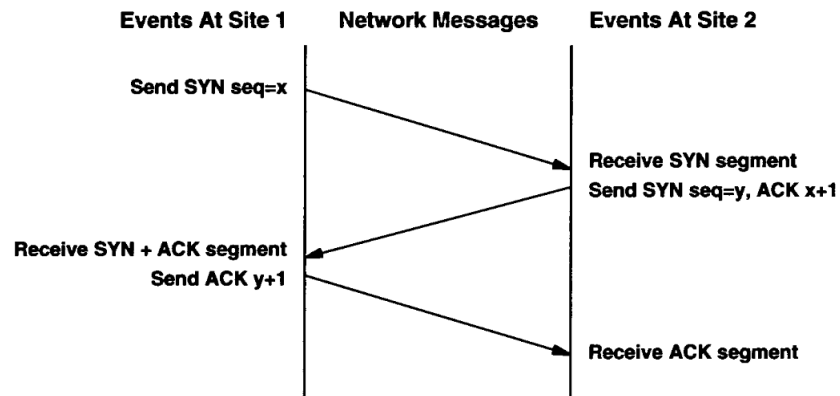 Events At Site 1
Network Messages
Events At Site 2
Send SYN seq=x
Receive SYN segment
Send SYN seq=y, ACK x+1
Receive SYN + ACK segment
Send ACK y+1
Receive ACK segment